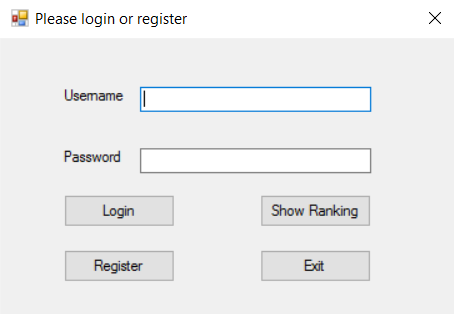 Please login or register
Username
Password
Login
Show Ranking
Register
Exit